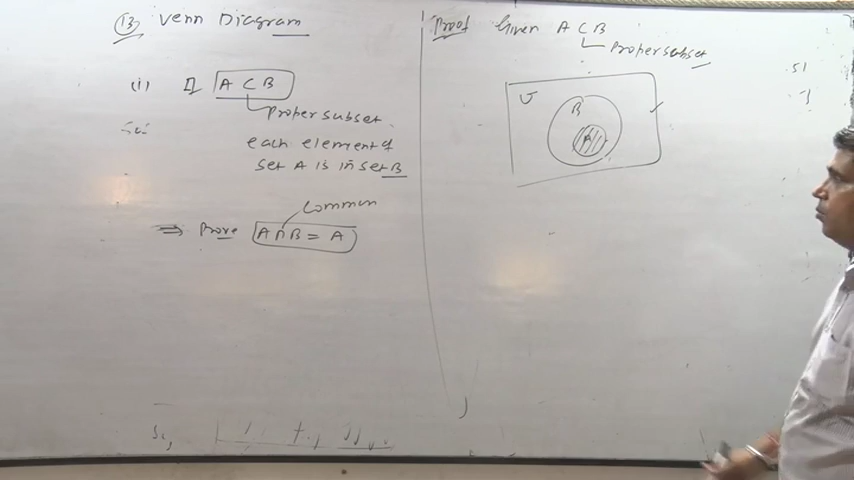 (13) Venn Diagram
(i) If A ⊂ B
Proper subset
each element of
set A is in set B
⇒ Prove A∩B = A
Common
Proof Given A ⊂ B
Proper subset
U
B
A